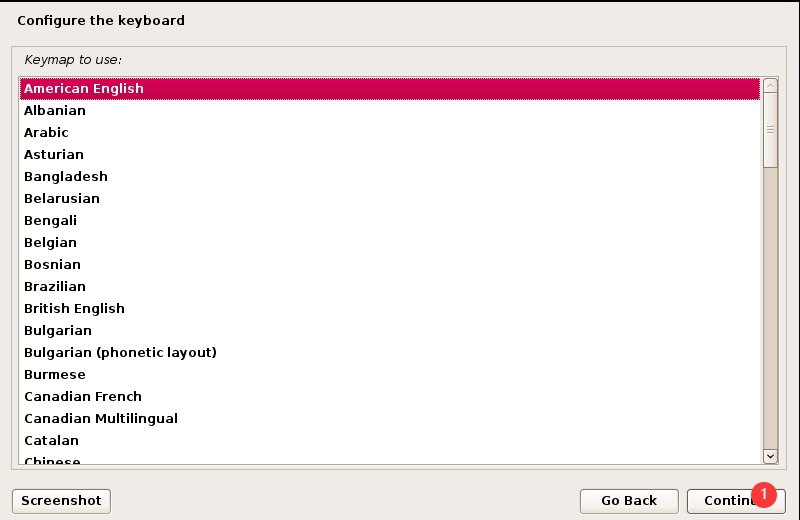 Configure the keyboard
Keymap to use:
American English
Albanian
Arabic
Asturian
Bangladesh
Belarusian
Bengali
Belgian
Bosnian
Brazilian
British English
Bulgarian
Bulgarian (phonetic layout)
Burmese
Canadian French
Canadian Multilingual
Catalan
Chinese
Screenshot
Go Back
Contin
1